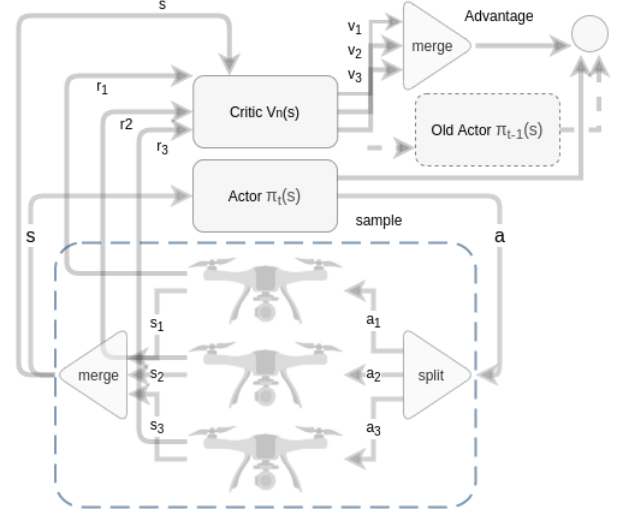 s
Advantage
v1
v2
v3
merge
r1
r2
r3
Critic Vn(s)
Old Actor πt-1(s)
Actor πt(s)
sample
s
a
s1
s2
s3
a1
a2
a3
merge
split